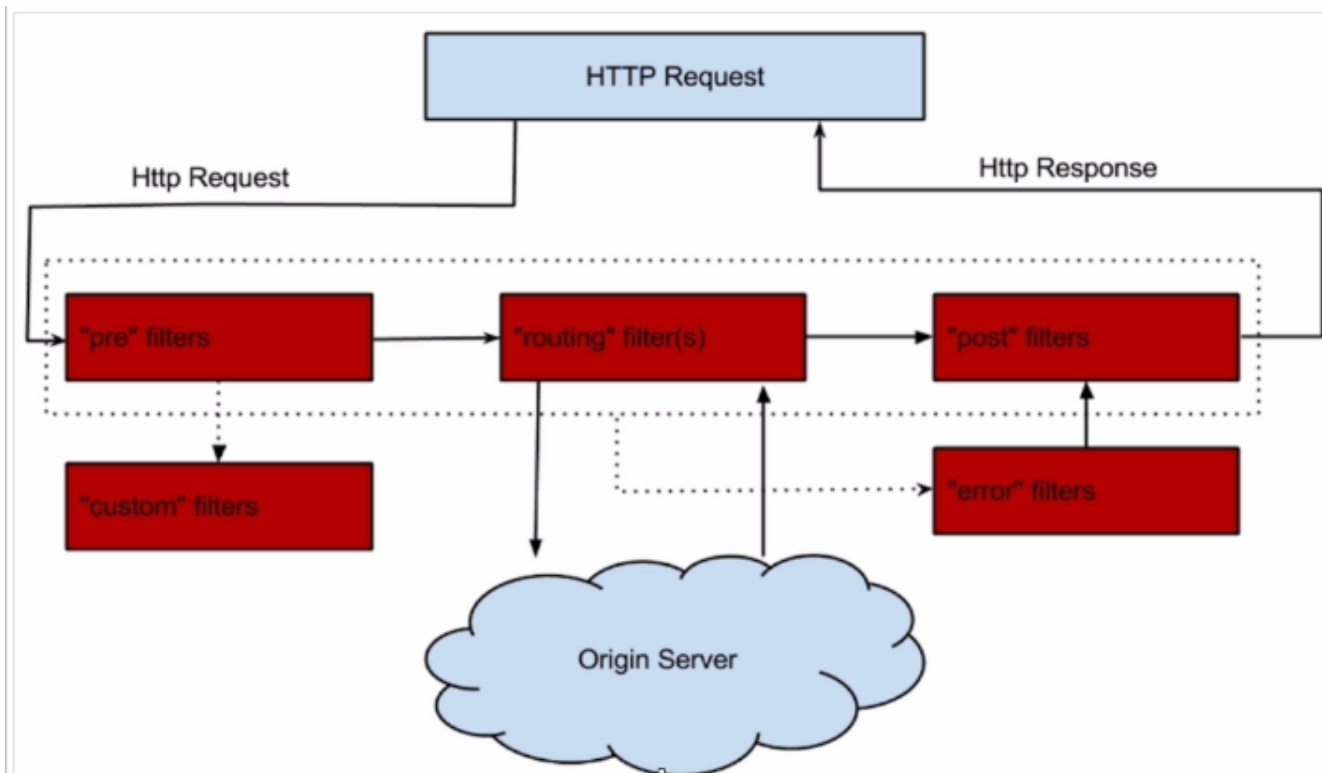 HTTP Request
Http Request
Http Response
"pre" filters
"routing" filter(s)
"post" filters
"custom" filters
"error" filters
Origin Server